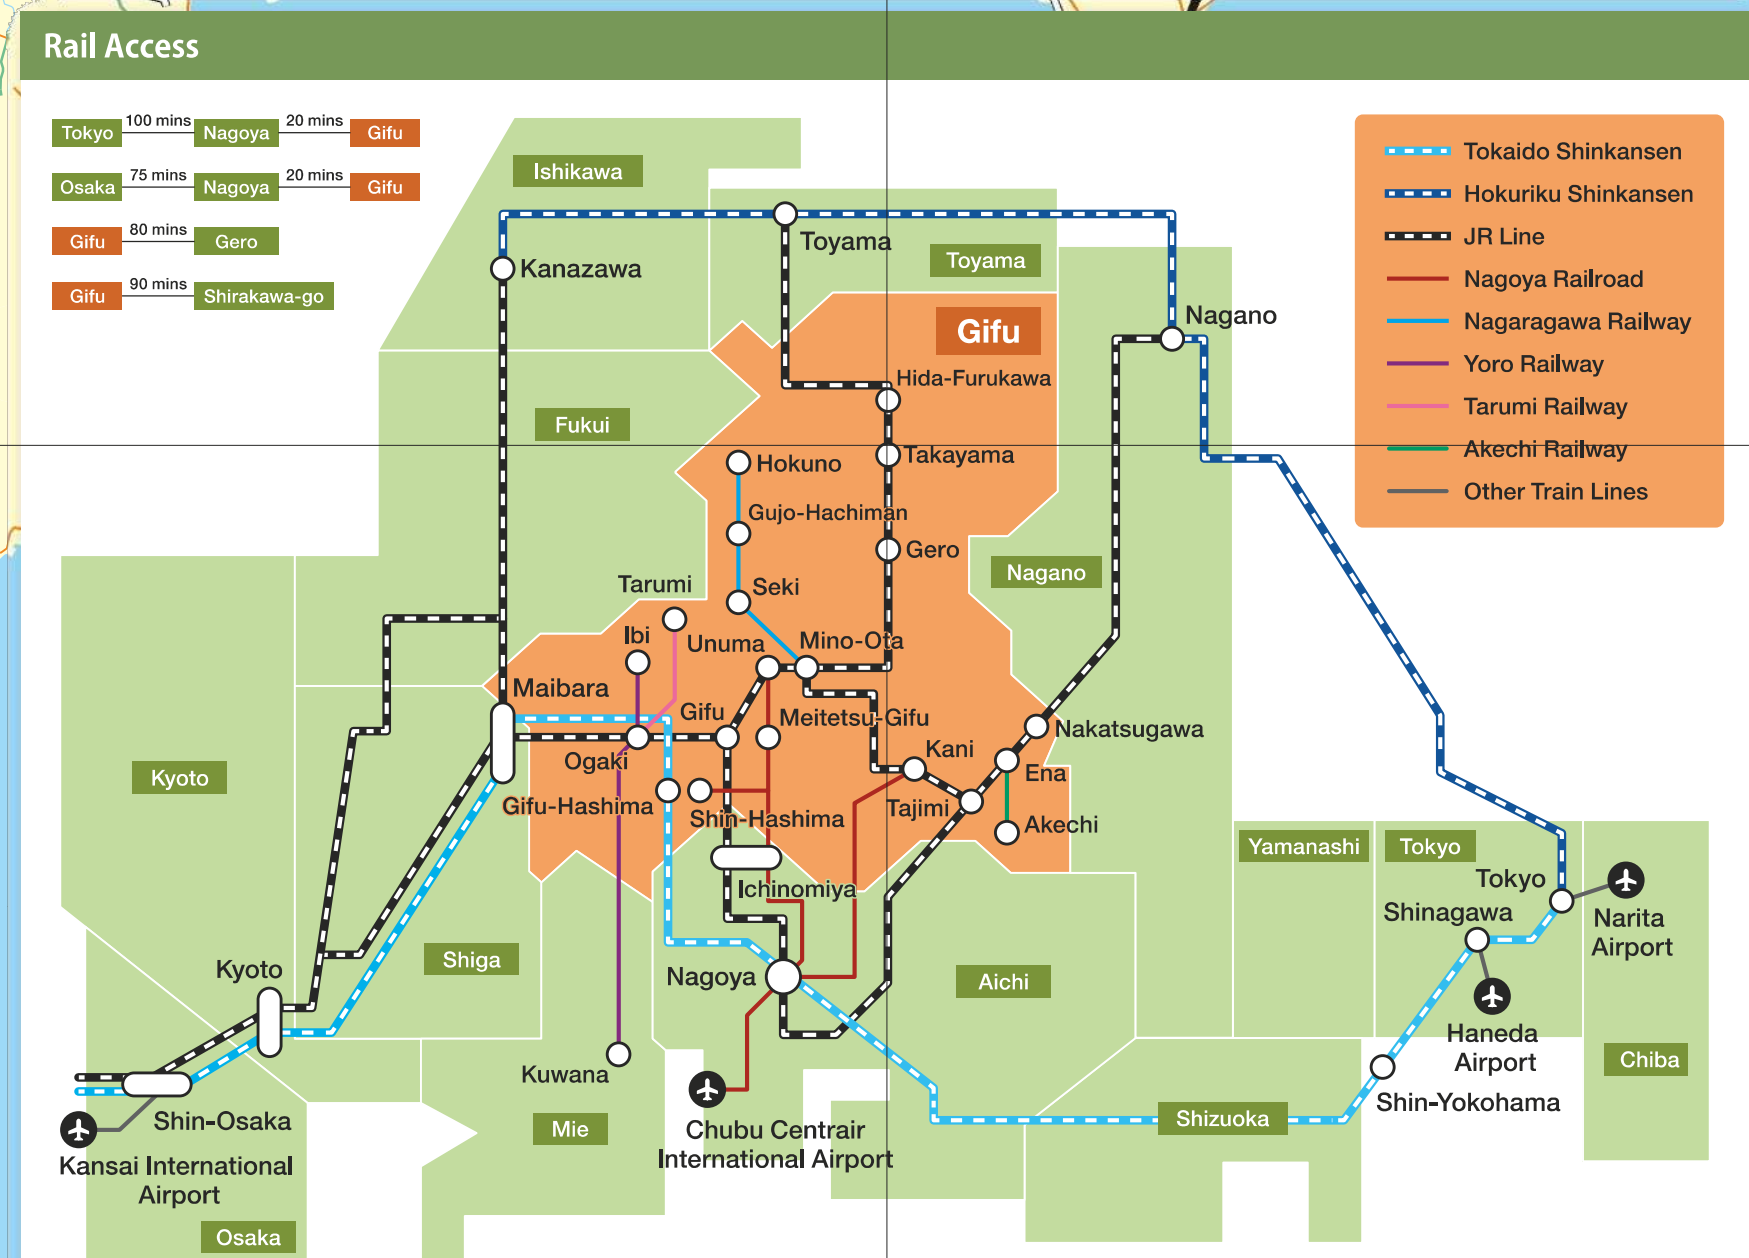 Rail Access
Tokyo 100 mins Nagoya 20 mins Gifu
Osaka 75 mins Nagoya 20 mins Gifu
Gifu 80 mins Gero
Gifu 90 mins Shirakawa-go
Tokaido Shinkansen
Hokuriku Shinkansen
JR Line
Nagoya Railroad
Nagaragawa Railway
Yoro Railway
Tarumi Railway
Akechi Railway
Other Train Lines
Ishikawa
Toyama
Toyama
Kanazawa
Gifu
Nagano
Hida-Furukawa
Fukui
Hokuno
Takayama
Gujo-Hachiman
Gero
Nagano
Tarumi
Seki
Ibi
Unuma
Mino-Ota
Maibara
Gifu
Meitetsu-Gifu
Nakatsugawa
Kani
Ogaki
Ena
Kyoto
Gifu-Hashima
Shin-Hashima
Tajimi
Akechi
Yamanashi
Tokyo
Tokyo
Ichinomiya
Shinagawa
Narita
Airport
Shiga
Kyoto
Nagoya
Aichi
Haneda
Airport
Chiba
Kuwana
Shin-Yokohama
Shin-Osaka
Mie
Chubu Centrair
International Airport
Shizuoka
Kansai International
Airport
Osaka